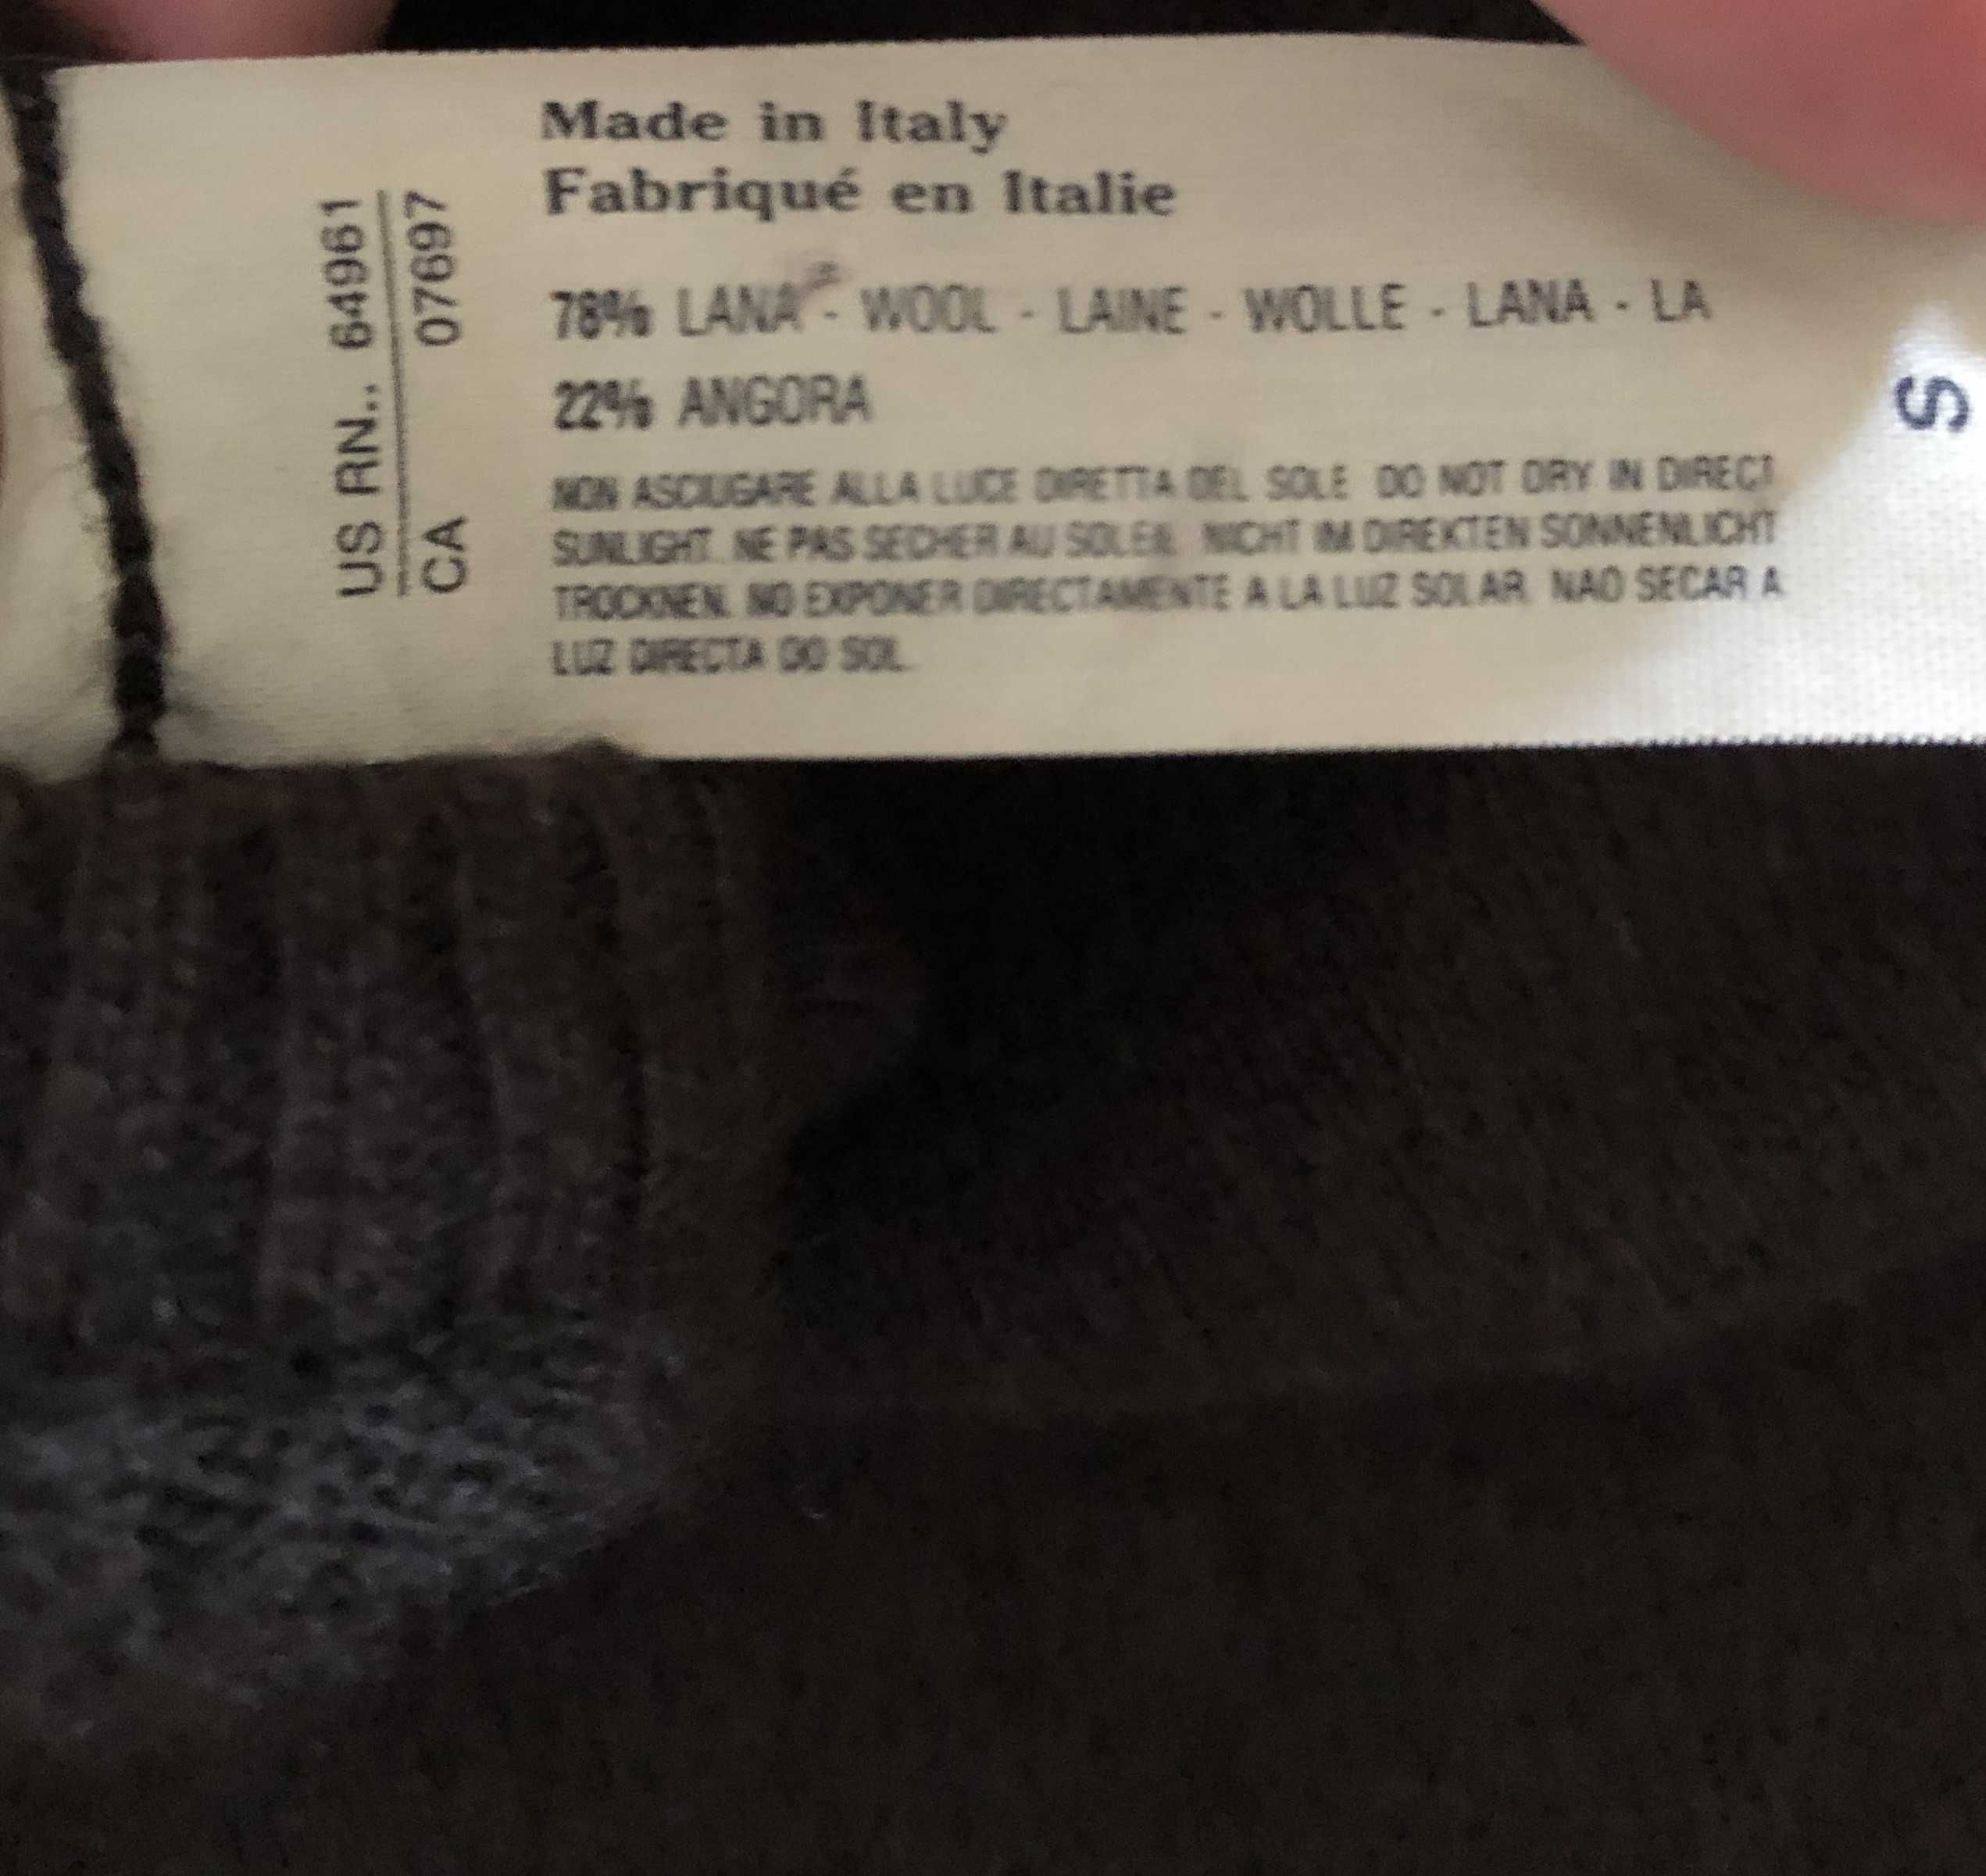 Made in Italy
Fabriqué en Italie
78% LANA - WOOL - LAINE - WOLLE - LANA - LA
22% ANGORA
NON ASCIUGARE ALLA LUCE DIRETTA DEL SOLE DO NOT DRY IN DIRECT
SUNLIGHT. NE PAS SECHER AU SOLEIL. NICHT IM DIREKTEN SONNENLICHT
TROCKNEN. NO EXPONER DIRECTAMENTE A LA LUZ SOLAR. NAO SECAR A
LUZ DIRECTA DO SOL.
US RN.. 64961
CA 07697
S